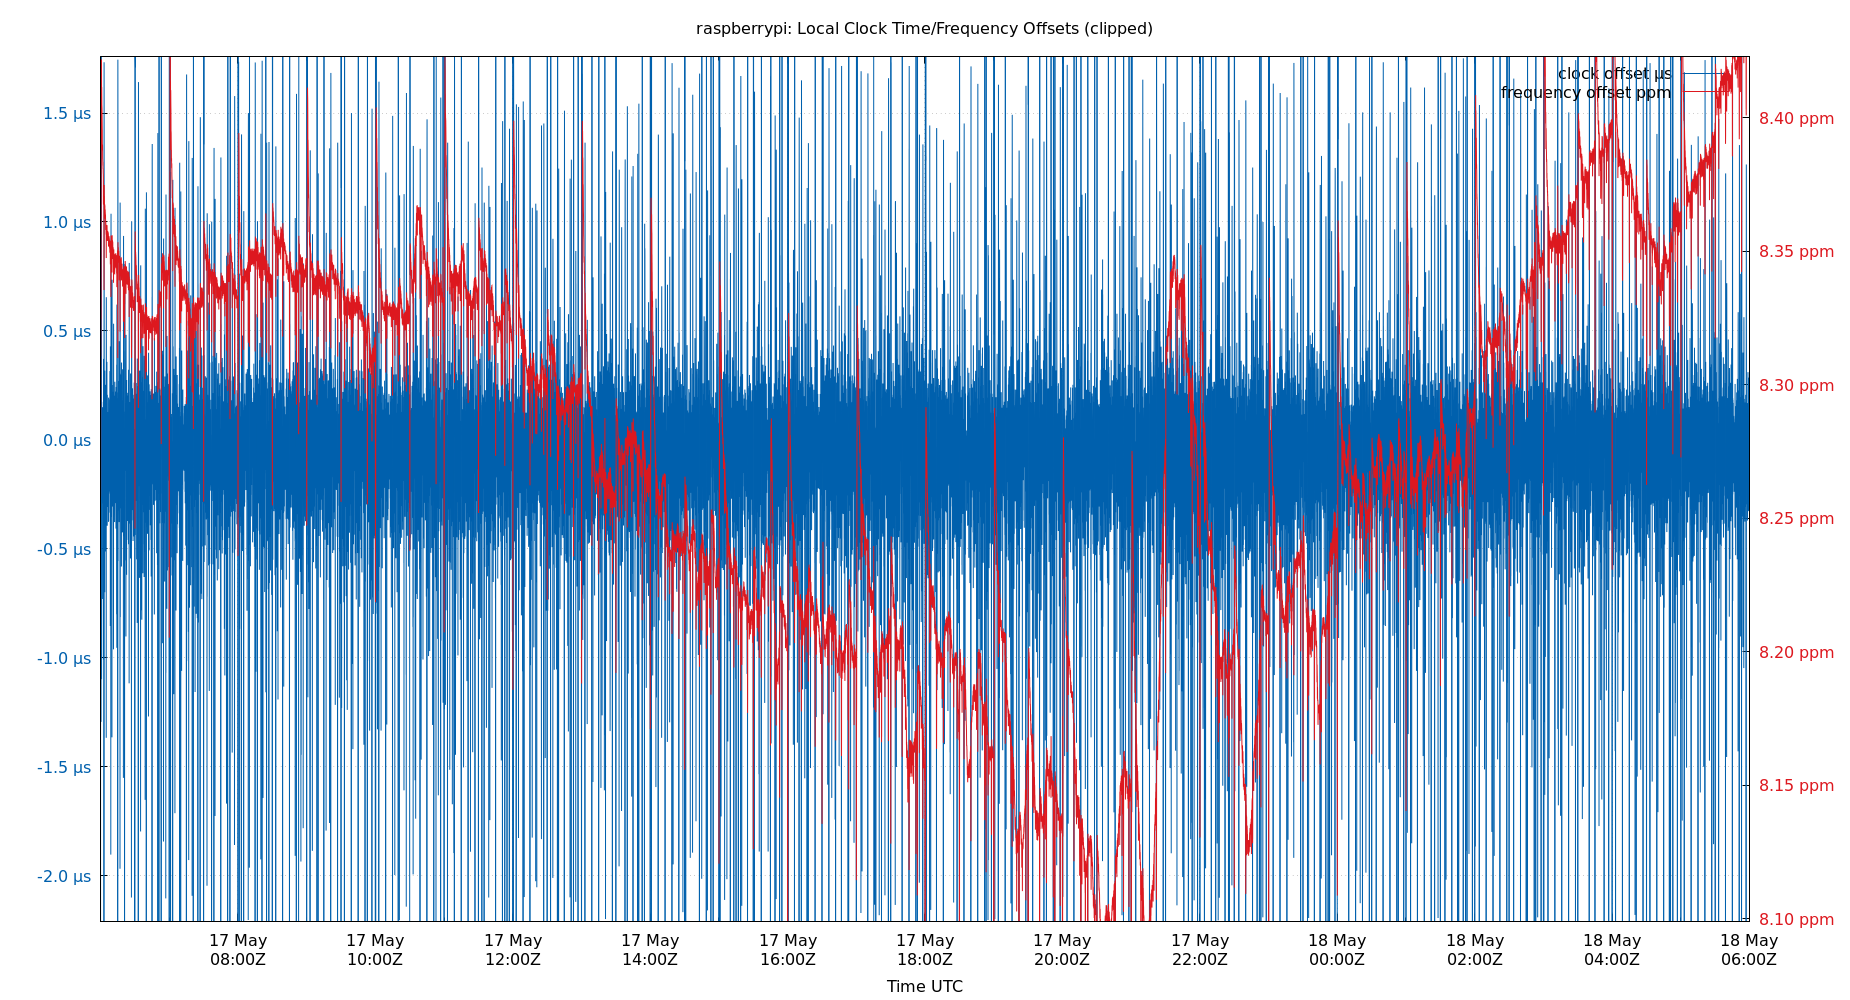 raspberrypi: Local Clock Time/Frequency Offsets (clipped)
clock offset µs
frequency offset ppm
1.5 µs
1.0 µs
0.5 µs
0.0 µs
-0.5 µs
-1.0 µs
-1.5 µs
-2.0 µs
8.40 ppm
8.35 ppm
8.30 ppm
8.25 ppm
8.20 ppm
8.15 ppm
8.10 ppm
17 May 17 May 17 May 17 May 17 May 17 May 17 May 17 May 18 May 18 May 18 May 18 May
08:00Z 10:00Z 12:00Z 14:00Z 16:00Z 18:00Z 20:00Z 22:00Z 00:00Z 02:00Z 04:00Z 06:00Z
Time UTC